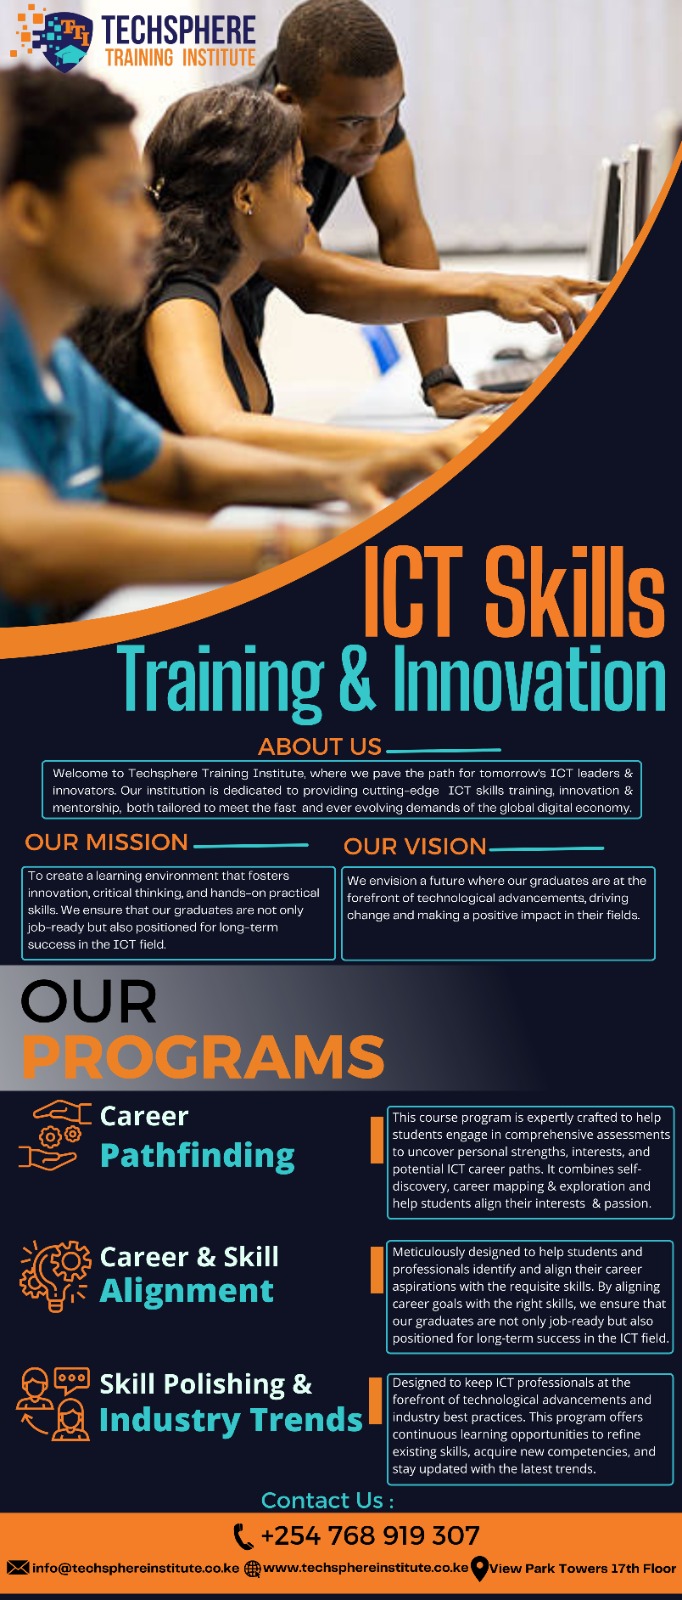 TTI
TECHSPHERE
TRAINING INSTITUTE
ICT Skills
Training & Innovation
ABOUT US
Welcome to Techsphere Training Institute, where we pave the path for tomorrow's ICT leaders &
innovators. Our institution is dedicated to providing cutting-edge ICT skills training, innovation &
mentorship, both tailored to meet the fast and ever evolving demands of the global digital economy.
OUR MISSION
To create a learning environment that fosters
innovation, critical thinking, and hands-on practical
skills. We ensure that our graduates are not only
job-ready but also positioned for long-term
success in the ICT field.
OUR VISION
We envision a future where our graduates are at the
forefront of technological advancements, driving
change and making a positive impact in their fields.
OUR
PROGRAMS
Career
Pathfinding
This course program is expertly crafted to help
students engage in comprehensive assessments
to uncover personal strengths, interests, and
potential ICT career paths. It combines self-
discovery, career mapping & exploration and
help students align their interests & passion.
Career & Skill
Alignment
Meticulously designed to help students and
professionals identify and align their career
aspirations with the requisite skills. By aligning
career goals with the right skills, we ensure that
our graduates are not only job-ready but also
positioned for long-term success in the ICT field.
Skill Polishing &
Industry Trends
Designed to keep ICT professionals at the
forefront of technological advancements and
industry best practices. This program offers
continuous learning opportunities to refine
existing skills, acquire new competencies, and
stay updated with the latest trends.
Contact Us :
+254 768 919 307
info@techsphereinstitute.co.ke www.techsphereinstitute.co.ke View Park Towers 17th Floor